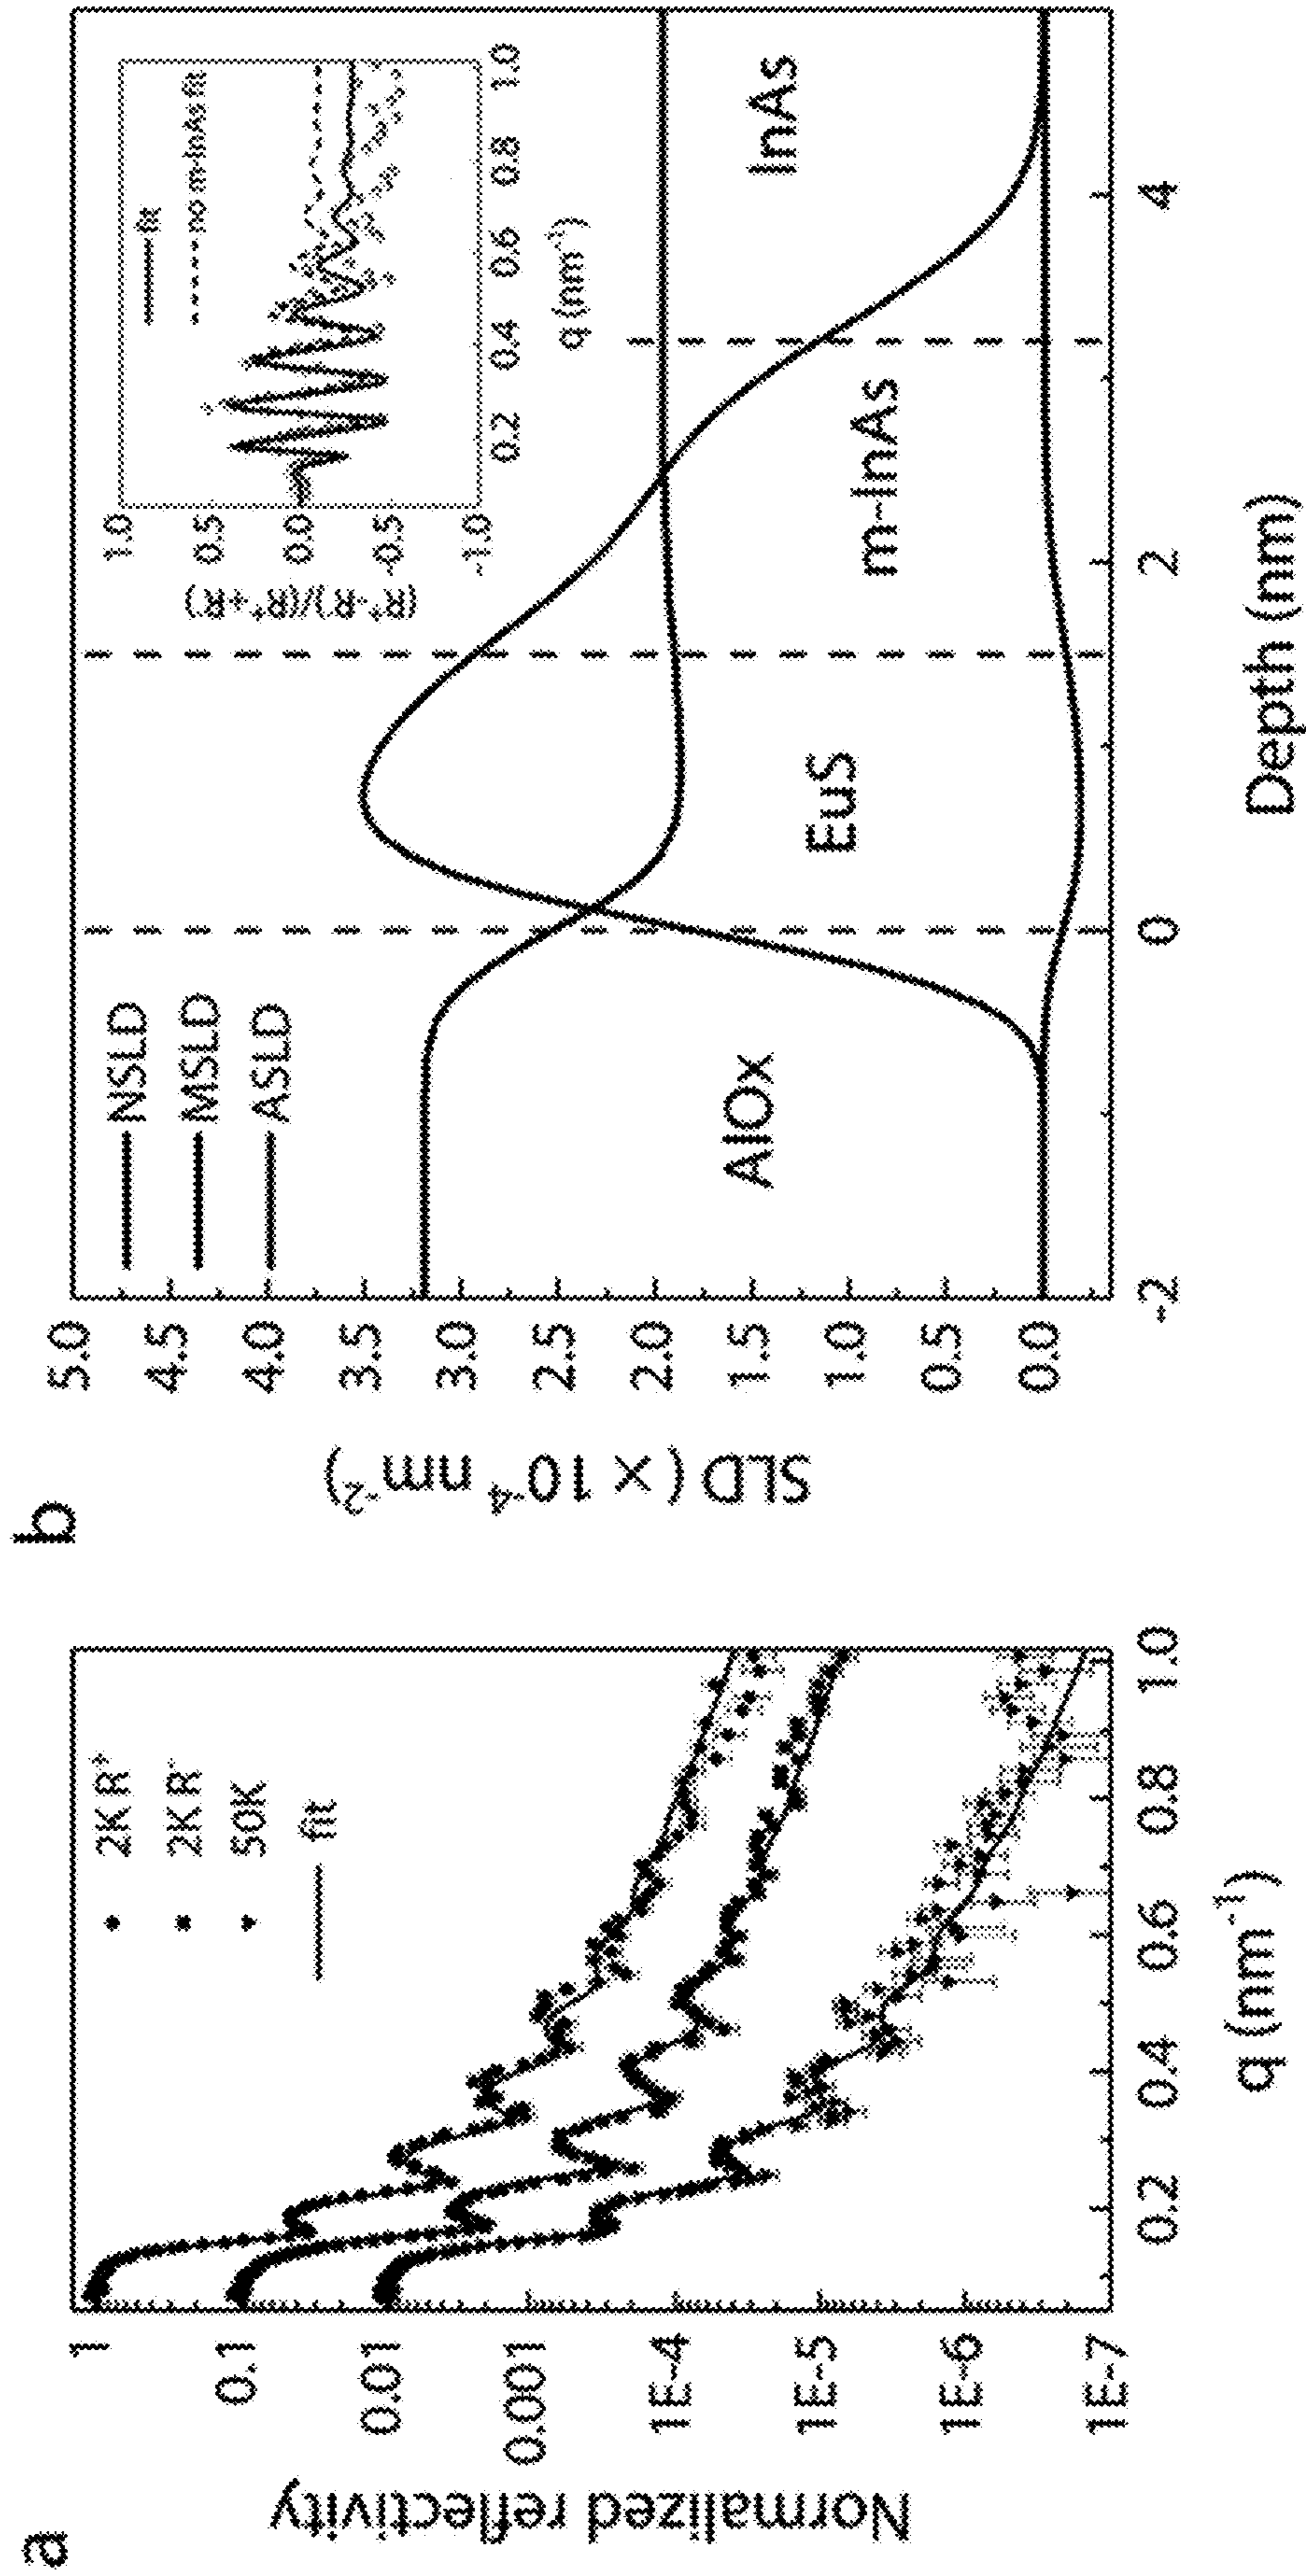 a
Normalized reflectivity
1
0.1
0.01
0.001
1E-4
1E-5
1E-6
1E-7
2K R⁺
2K R⁻
50K
fit
0.2 0.4 0.6 0.8 1.0
q (nm⁻¹)
b
SLD (× 10⁻⁴ nm⁻²)
5.0
4.5
4.0
3.5
3.0
2.5
2.0
1.5
1.0
0.5
0.0
NSLD
MSLD
ASLD
AlOx
EuS
m-InAs
InAs
-2 0 2 4
Depth (nm)
(R⁺-R⁻)/(R⁺+R⁻)
1.0
0.5
0.0
-0.5
-1.0
fit
no m-InAs fit
0.2 0.4 0.6 0.8 1.0
q (nm⁻¹)